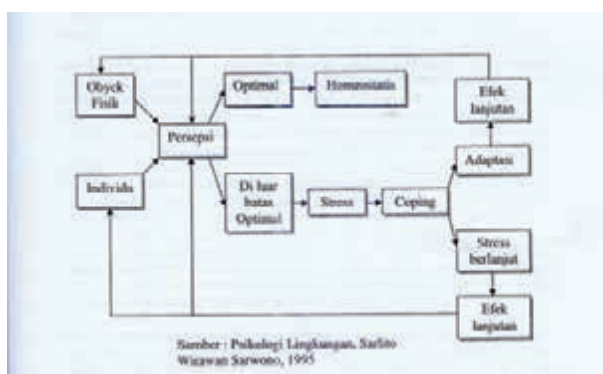 Obyek
Fisik
Individu
Persepsi
Optimal
Homeostatis
Di luar
batas
Optimal
Stress
Coping
Adaptasi
Efek
lanjutan
Stress
berlanjut
Efek
lanjutan
Sumber : Psikologi Lingkungan, Sarlito
Wirawan Sarwono, 1995